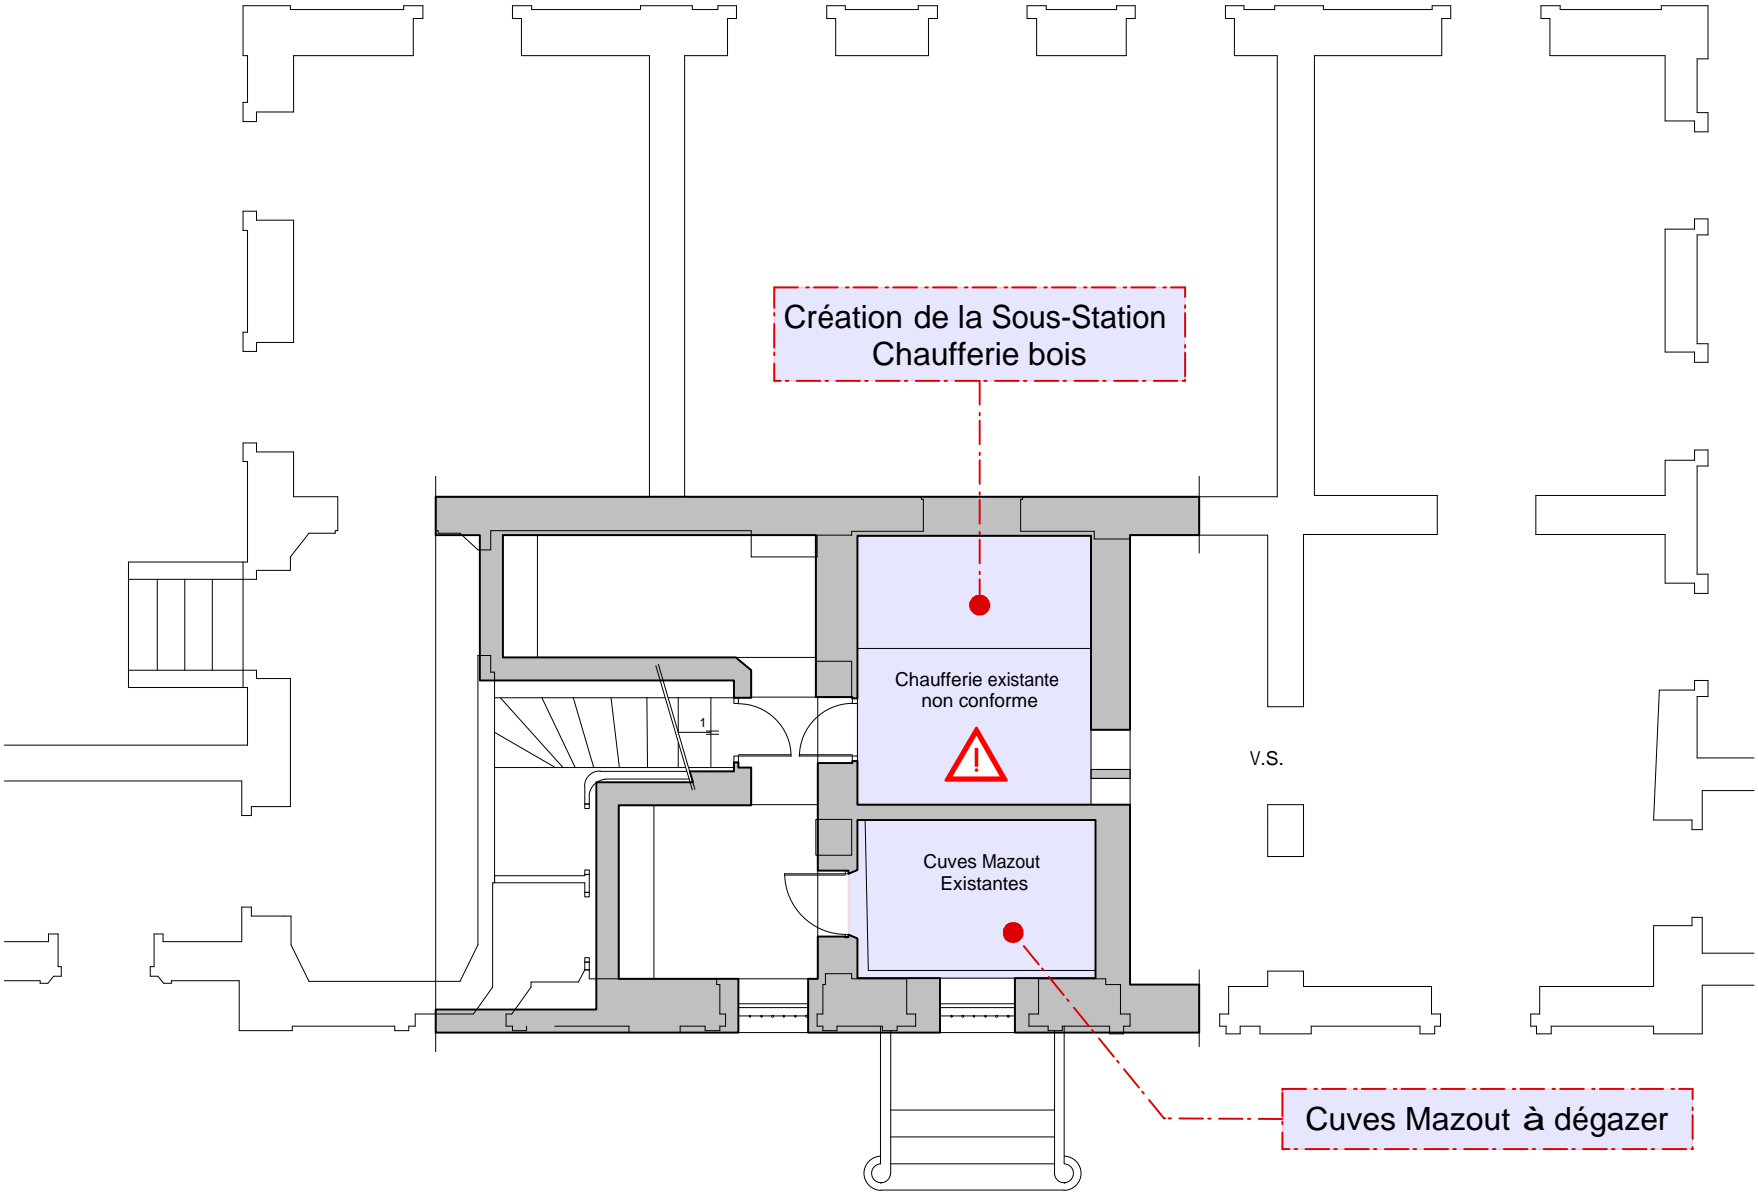 Création de la Sous-Station
Chaufferie bois
Chaufferie existante
non conforme
!
1
V.S.
Cuves Mazout
Existantes
Cuves Mazout à dégazer